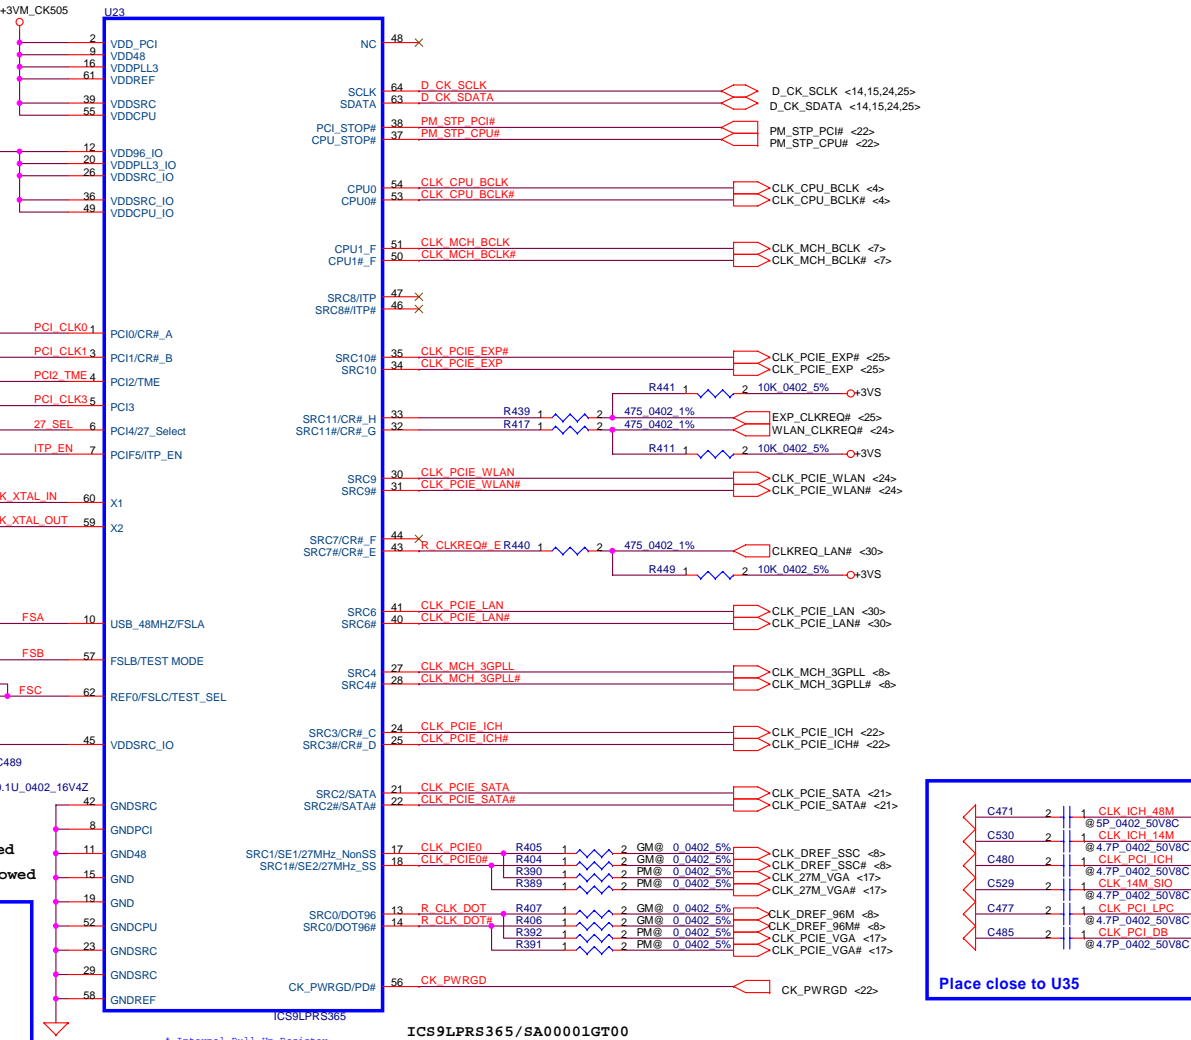 +3VM_CK505
U23
2 VDD_PCI
9 VDD48
16 VDDPLL3
61 VDDREF
39 VDDSRC
55 VDDCPU
12 VDD96_IO
20 VDDPLL3_IO
26 VDDSRC_IO
36 VDDSRC_IO
49 VDDCPU_IO
PCI_CLK0 1 PCI0/CR#_A
PCI_CLK1 3 PCI1/CR#_B
PCI2_TME 4 PCI2/TME
PCI_CLK3 5 PCI3
27_SEL 6 PCI4/27_Select
ITP_EN 7 PCIF5/ITP_EN
K_XTAL_IN 60 X1
K_XTAL_OUT 59 X2
FSA 10 USB_48MHZ/FSLA
FSB 57 FSLB/TEST MODE
FSC 62 REF0/FSLC/TEST_SEL
45 VDDSRC_IO
C489
0.1U_0402_16V4Z
42 GNDSRC
8 GNDPCI
11 GND48
15 GND
19 GND
52 GNDCPU
23 GNDSRC
29 GNDSRC
58 GNDREF
ed
owed
NC 48
SCLK 64 D_CK_SCLK D_CK_SCLK <14,15,24,25>
SDATA 63 D_CK_SDATA D_CK_SDATA <14,15,24,25>
PCI_STOP# 38 PM_STP_PCI# PM_STP_PCI# <22>
CPU_STOP# 37 PM_STP_CPU# PM_STP_CPU# <22>
CPU0 54 CLK_CPU_BCLK CLK_CPU_BCLK <4>
CPU0# 53 CLK_CPU_BCLK# CLK_CPU_BCLK# <4>
CPU1_F 51 CLK_MCH_BCLK CLK_MCH_BCLK <7>
CPU1#_F 50 CLK_MCH_BCLK# CLK_MCH_BCLK# <7>
SRC8/ITP 47
SRC8#/ITP# 46
SRC10# 35 CLK_PCIE_EXP# CLK_PCIE_EXP# <25>
SRC10 34 CLK_PCIE_EXP CLK_PCIE_EXP <25>
R441 1 2 10K_0402_5% +3VS
SRC11/CR#_H 33 R439 1 2 475_0402_1% EXP_CLKREQ# <25>
SRC11#/CR#_G 32 R417 1 2 475_0402_1% WLAN_CLKREQ# <24>
R411 1 2 10K_0402_5% +3VS
SRC9 30 CLK_PCIE_WLAN CLK_PCIE_WLAN <24>
SRC9# 31 CLK_PCIE_WLAN# CLK_PCIE_WLAN# <24>
SRC7/CR#_F 44
SRC7#/CR#_E 43 R_CLKREQ#_E R440 1 2 475_0402_1% CLKREQ_LAN# <30>
R449 1 2 10K_0402_5% +3VS
SRC6 41 CLK_PCIE_LAN CLK_PCIE_LAN <30>
SRC6# 40 CLK_PCIE_LAN# CLK_PCIE_LAN# <30>
SRC4 27 CLK_MCH_3GPLL CLK_MCH_3GPLL <8>
SRC4# 28 CLK_MCH_3GPLL# CLK_MCH_3GPLL# <8>
SRC3/CR#_C 24 CLK_PCIE_ICH CLK_PCIE_ICH <22>
SRC3#/CR#_D 25 CLK_PCIE_ICH# CLK_PCIE_ICH# <22>
SRC2/SATA 21 CLK_PCIE_SATA CLK_PCIE_SATA <21>
SRC2#/SATA# 22 CLK_PCIE_SATA# CLK_PCIE_SATA# <21>
SRC1/SE1/27MHz_NonSS 17 CLK_PCIE0 R405 1 2 GM@ 0_0402_5% CLK_DREF_SSC <8>
SRC1#/SE2/27MHz_SS 18 CLK_PCIE0# R404 1 2 GM@ 0_0402_5% CLK_DREF_SSC# <8>
R390 1 2 PM@ 0_0402_5% CLK_27M_VGA <17>
R389 1 2 PM@ 0_0402_5% CLK_27M_VGA# <17>
SRC0/DOT96 13 R_CLK_DOT R407 1 2 GM@ 0_0402_5% CLK_DREF_96M <8>
SRC0/DOT96# 14 R_CLK_DOT# R406 1 2 GM@ 0_0402_5% CLK_DREF_96M# <8>
R392 1 2 PM@ 0_0402_5% CLK_PCIE_VGA <17>
R391 1 2 PM@ 0_0402_5% CLK_PCIE_VGA# <17>
CK_PWRGD/PD# 56 CK_PWRGD CK_PWRGD <22>
ICS9LPRS365
ICS9LPRS365/SA00001GT00
C471 2 1 CLK_ICH_48M
@5P_0402_50V8C
C530 2 1 CLK_ICH_14M
@4.7P_0402_50V8C
C480 2 1 CLK_PCI_ICH
@4.7P_0402_50V8C
C529 2 1 CLK_14M_SIO
@4.7P_0402_50V8C
C477 2 1 CLK_PCI_LPC
@4.7P_0402_50V8C
C485 2 1 CLK_PCI_DB
@4.7P_0402_50V8C
Place close to U35